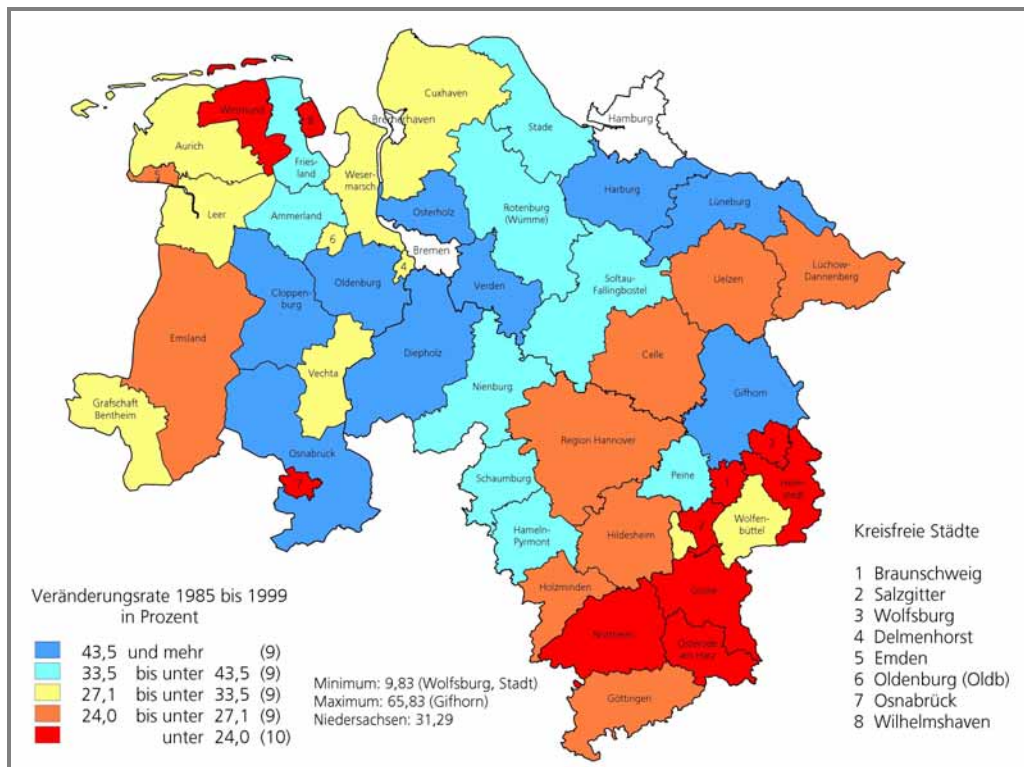 Cuxhaven
Bremerhaven
Stade
Hamburg
Wittmund
8
Aurich
Fries-
land
Weser-
marsch
5
Leer
Ammerland
Osterholz
Rotenburg
(Wümme)
Harburg
Lüneburg
6
4
Bremen
Oldenburg
Verden
Cloppen-
burg
Soltau-
Fallingbostel
Uelzen
Lüchow-
Dannenberg
Emsland
Vechta
Diepholz
Celle
Nienburg
Gifhorn
Grafschaft
Bentheim
Osnabrück
7
Region Hannover
3
Schaumburg
Peine
1
Helm-
stedt
Hameln-
Pyrmont
Hildesheim
2
Wolfen-
büttel
Holzminden
Goslar
Northeim
Osterode
am Harz
Göttingen
Veränderungsrate 1985 bis 1999
in Prozent
43,5 und mehr (9)
33,5 bis unter 43,5 (9)
27,1 bis unter 33,5 (9)
24,0 bis unter 27,1 (9)
unter 24,0 (10)
Minimum: 9,83 (Wolfsburg, Stadt)
Maximum: 65,83 (Gifhorn)
Niedersachsen: 31,29
Kreisfreie Städte
1 Braunschweig
2 Salzgitter
3 Wolfsburg
4 Delmenhorst
5 Emden
6 Oldenburg (Oldb)
7 Osnabrück
8 Wilhelmshaven